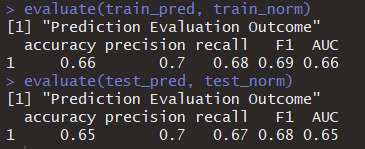 > evaluate(train_pred, train_norm)
[1] "Prediction Evaluation Outcome"
  accuracy precision recall   F1  AUC
1     0.66       0.7   0.68 0.69 0.66
> evaluate(test_pred, test_norm)
[1] "Prediction Evaluation Outcome"
  accuracy precision recall   F1  AUC
1     0.65       0.7   0.67 0.68 0.65